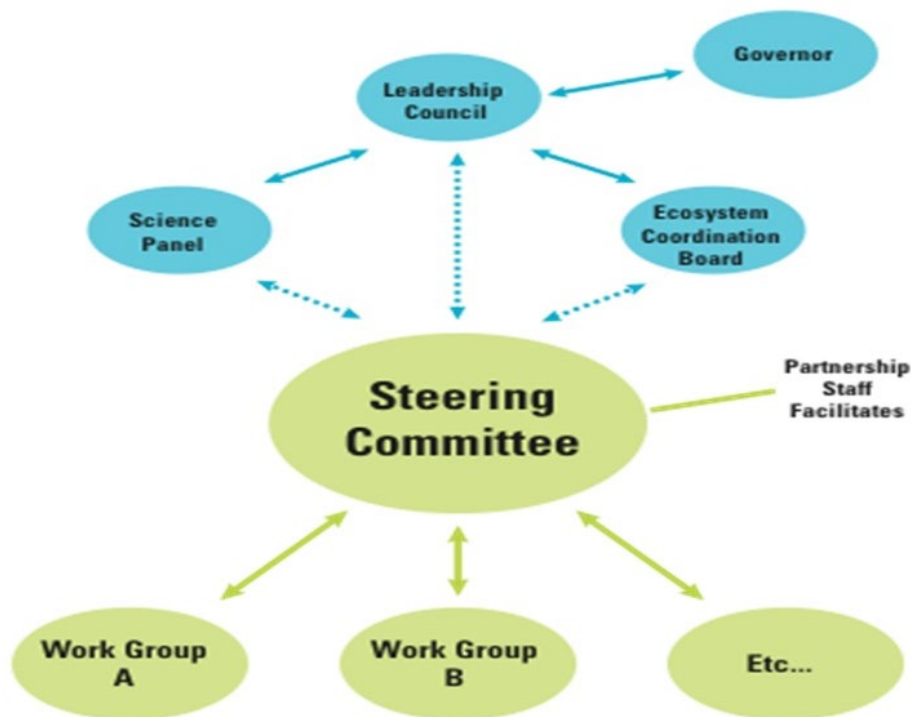 Governor
Leadership
Council
Science
Panel
Ecosystem
Coordination
Board
Steering
Committee
Partnership
Staff
Facilitates
Work Group
A
Work Group
B
Etc...